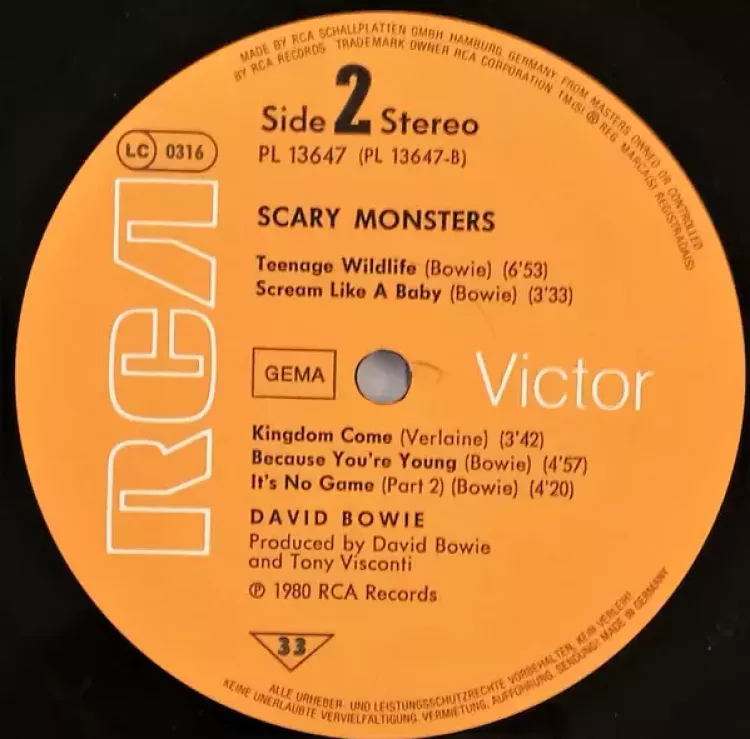 MADE BY RCA SCHALLPLATTEN GMBH HAMBURG GERMANY FROM MASTERS OWNED OR CONTROLLED
BY RCA RECORDS TRADEMARK OWNER RCA CORPORATION TM(S) ® REG. MARCA(S) REGISTRADA(S)
Side 2 Stereo
PL 13647 (PL 13647-B)
LC 0316
RCA
SCARY MONSTERS
Teenage Wildlife (Bowie) (6'53)
Scream Like A Baby (Bowie) (3'33)
GEMA
Victor
Kingdom Come (Verlaine) (3'42)
Because You're Young (Bowie) (4'57)
It's No Game (Part 2) (Bowie) (4'20)
DAVID BOWIE
Produced by David Bowie
and Tony Visconti
℗ 1980 RCA Records
33
ALLE URHEBER- UND LEISTUNGSSCHUTZRECHTE VORBEHALTEN, KEIN VERLEIH!
KEINE UNERLAUBTE VERVIELFÄLTIGUNG, VERMIETUNG, AUFFÜHRUNG, SENDUNG! MADE IN GERMANY